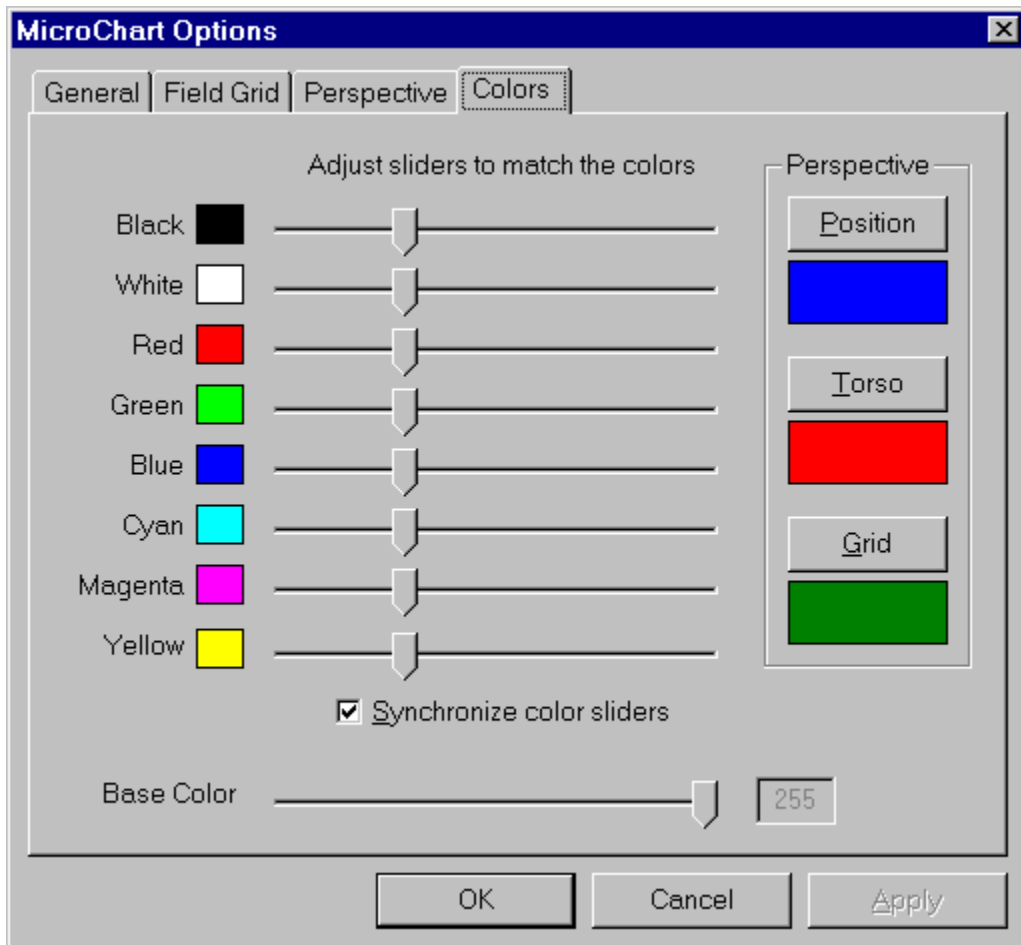 MicroChart Options
General
Field Grid
Perspective
Colors
Adjust sliders to match the colors
Black
White
Red
Green
Blue
Cyan
Magenta
Yellow
Synchronize color sliders
Perspective
Position
Torso
Grid
Base Color
255
OK
Cancel
Apply